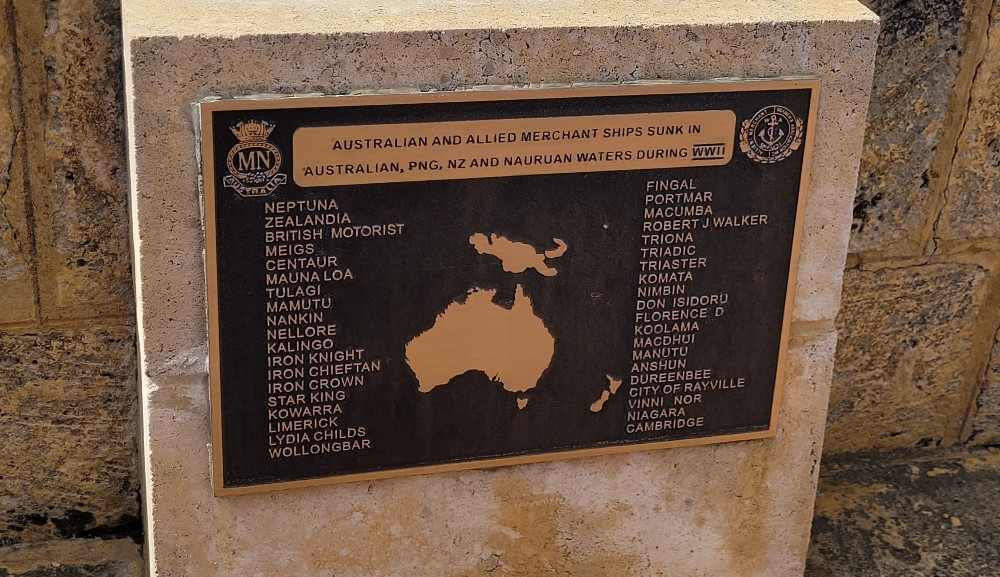 AUSTRALIAN AND ALLIED MERCHANT SHIPS SUNK IN
AUSTRALIAN, PNG, NZ AND NAURUAN WATERS DURING WWII
MN
AUSTRALIA
NEPTUNA
ZEALANDIA
BRITISH MOTORIST
MEIGS
CENTAUR
MAUNA LOA
TULAGI
MAMUTU
NANKIN
NELLORE
KALINGO
IRON KNIGHT
IRON CHIEFTAN
IRON CROWN
STAR KING
KOWARRA
LIMERICK
LYDIA CHILDS
WOLLONGBAR
FINGAL
PORTMAR
MACUMBA
ROBERT J WALKER
TRIONA
TRIADIC
TRIASTER
KOMATA
NIMBIN
DON ISIDORU
FLORENCE D
KOOLAMA
MACDHUI
MANUTU
ANSHUN
DUREENBEE
CITY OF RAYVILLE
VINNI NOR
NIAGARA
CAMBRIDGE